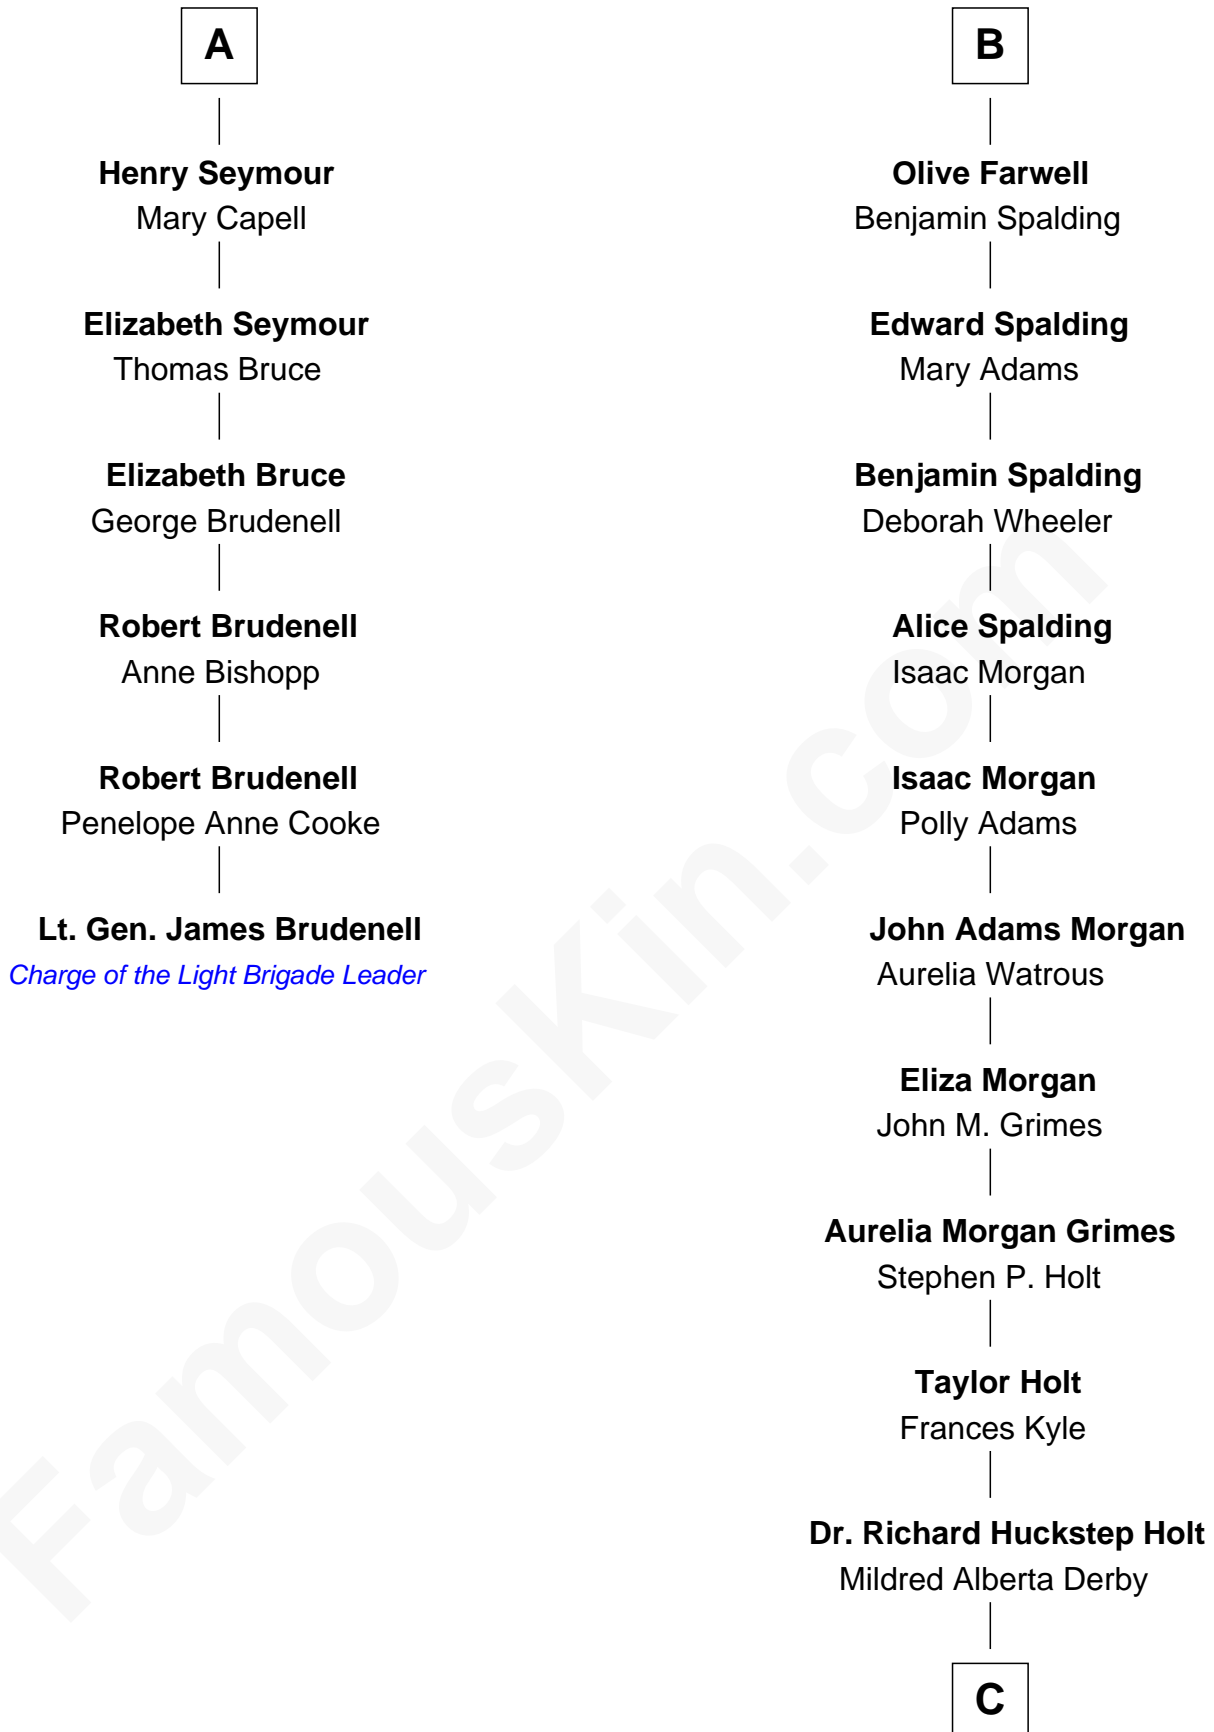 A
Henry Seymour
Mary Capell
Elizabeth Seymour
Thomas Bruce
Elizabeth Bruce
George Brudenell
Robert Brudenell
Anne Bishopp
Robert Brudenell
Penelope Anne Cooke
Lt. Gen. James Brudenell
Charge of the Light Brigade Leader
B
Olive Farwell
Benjamin Spalding
Edward Spalding
Mary Adams
Benjamin Spalding
Deborah Wheeler
Alice Spalding
Isaac Morgan
Isaac Morgan
Polly Adams
John Adams Morgan
Aurelia Watrous
Eliza Morgan
John M. Grimes
Aurelia Morgan Grimes
Stephen P. Holt
Taylor Holt
Frances Kyle
Dr. Richard Huckstep Holt
Mildred Alberta Derby
C
FamousKin.com